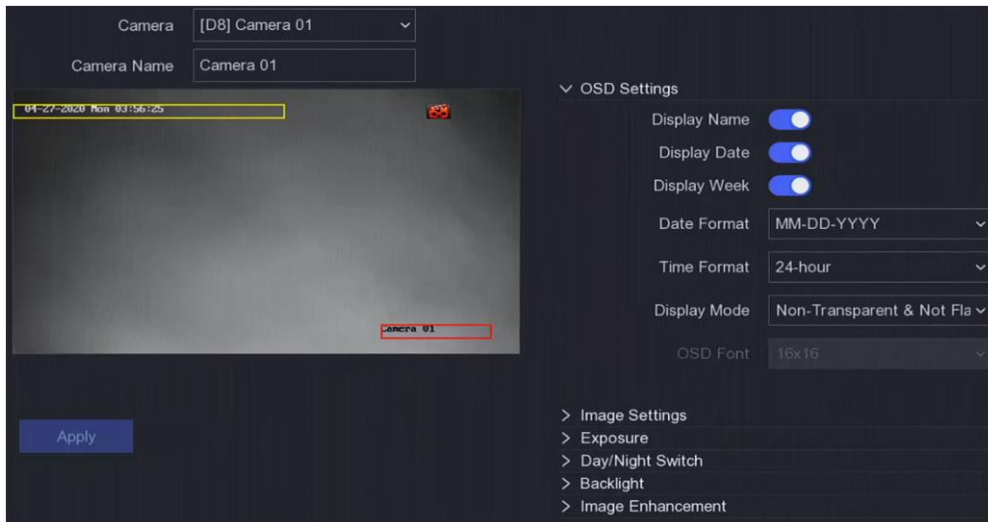 Camera [D8] Camera 01
Camera Name Camera 01
04-27-2020 Mon 03:56:25
Camera 01
Apply
OSD Settings
Display Name
Display Date
Display Week
Date Format MM-DD-YYYY
Time Format 24-hour
Display Mode Non-Transparent & Not Fla
OSD Font 16x16
Image Settings
Exposure
Day/Night Switch
Backlight
Image Enhancement